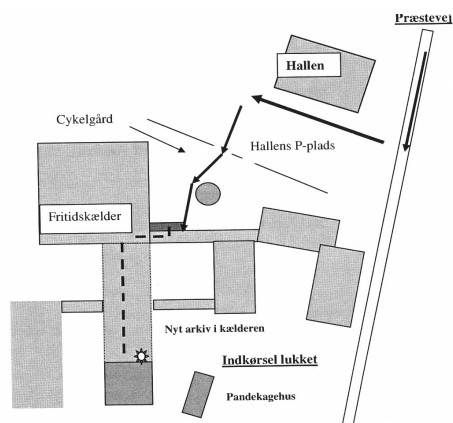 Præstevej
Hallen
Cykelgård
Hallens P-plads
Fritidskælder
Nyt arkiv i kælderen
Indkørsel lukket
Pandekagehus